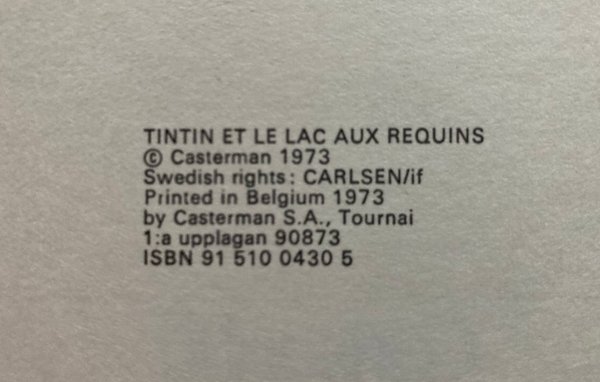 TINTIN ET LE LAC AUX REQUINS
© Casterman 1973
Swedish rights: CARLSEN/if
Printed in Belgium 1973
by Casterman S.A., Tournai
1:a upplagan 90873
ISBN 91 510 0430 5